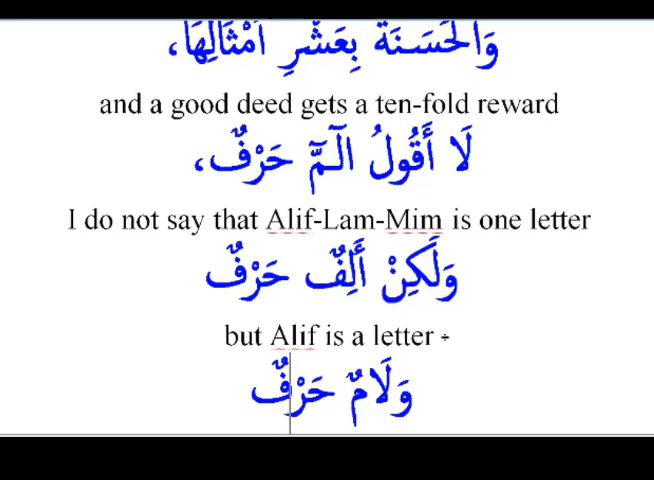 وَالْحَسَنَةُ بِعَشْرِ أَمْثَالِهَا،
and a good deed gets a ten-fold reward
لَا أَقُولُ الٓـمّٓ حَرْفٌ،
I do not say that Alif-Lam-Mim is one letter
وَلَكِنْ أَلِفٌ حَرْفٌ
but Alif is a letter ÷
وَلَامٌ حَرْفٌ